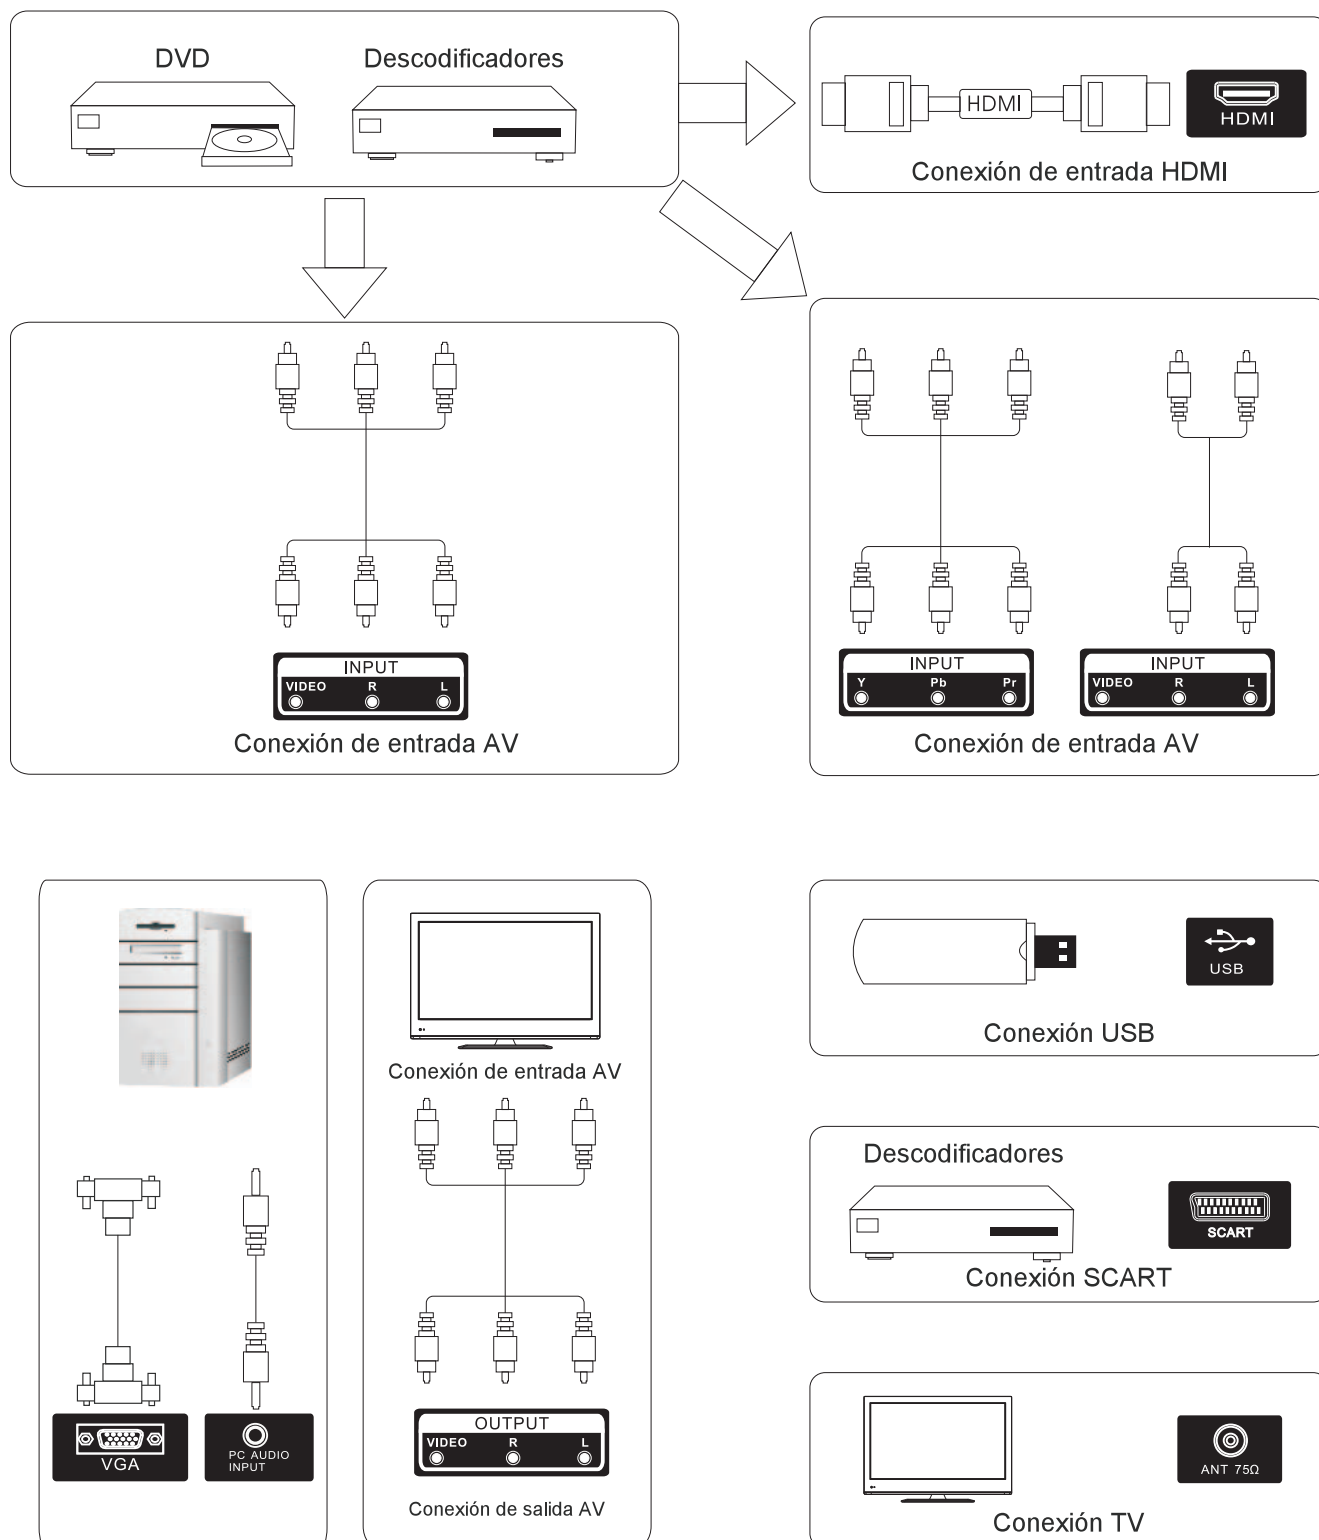 DVD
Descodificadores
HDMI
HDMI
Conexión de entrada HDMI
INPUT
VIDEO R L
Conexión de entrada AV
INPUT
Y Pb Pr
INPUT
VIDEO R L
Conexión de entrada AV
VGA
PC AUDIO
INPUT
Conexión de entrada AV
OUTPUT
VIDEO R L
Conexión de salida AV
USB
Conexión USB
Descodificadores
SCART
Conexión SCART
ANT 75Ω
Conexión TV